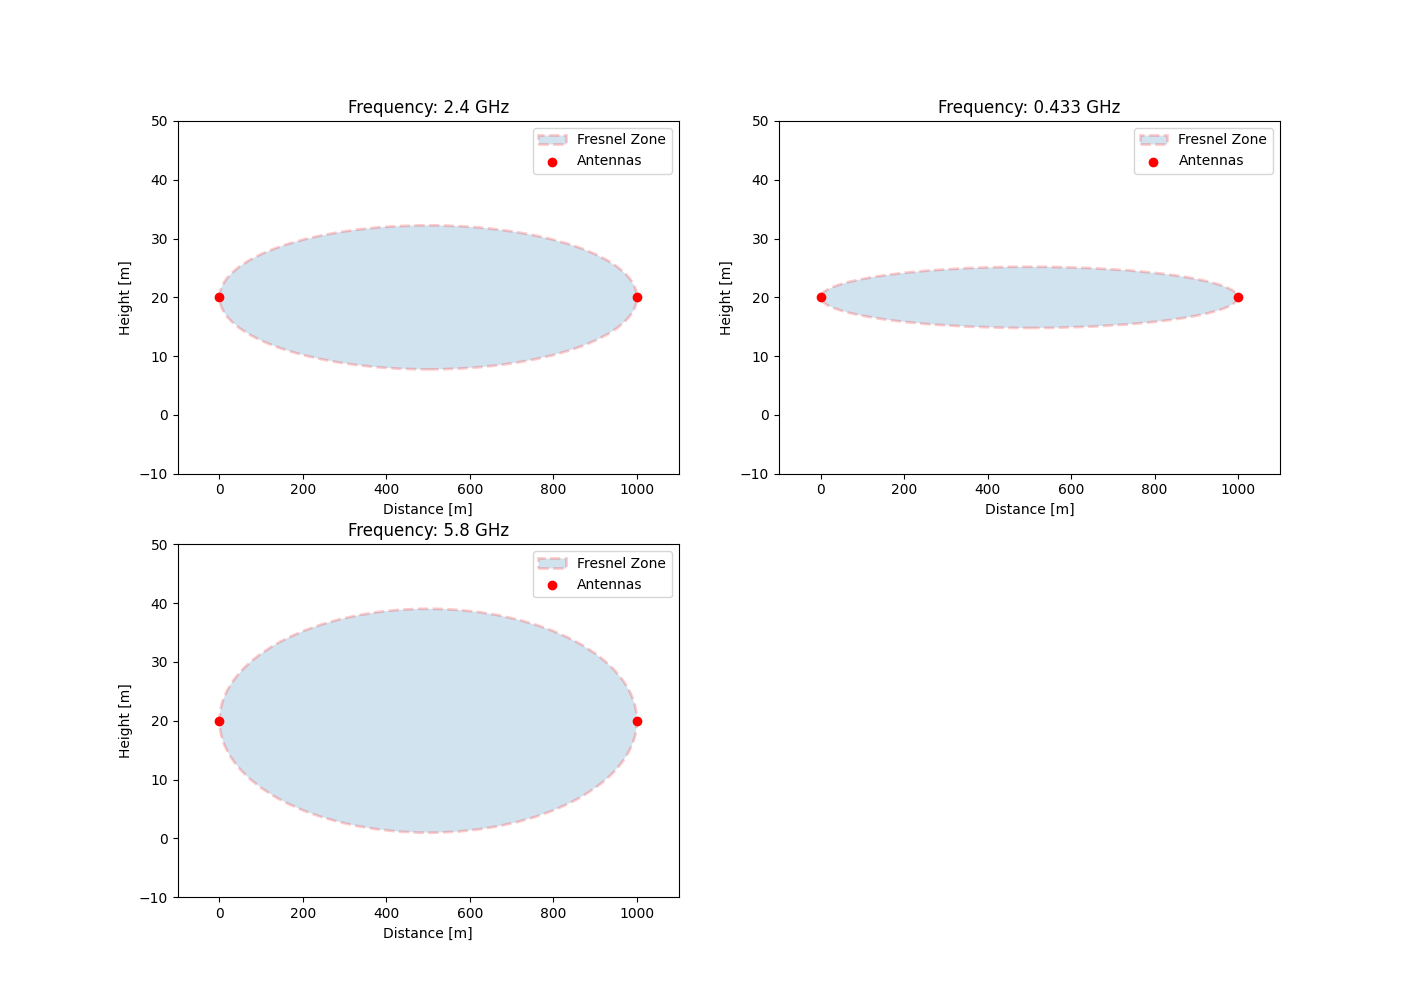 Frequency: 2.4 GHz
50
40
30
20
10
0
−10
Height [m]
Fresnel Zone
Antennas
0 200 400 600 800 1000
Distance [m]
Frequency: 0.433 GHz
50
40
30
20
10
0
−10
Height [m]
Fresnel Zone
Antennas
0 200 400 600 800 1000
Distance [m]
Frequency: 5.8 GHz
50
40
30
20
10
0
−10
Height [m]
Fresnel Zone
Antennas
0 200 400 600 800 1000
Distance [m]